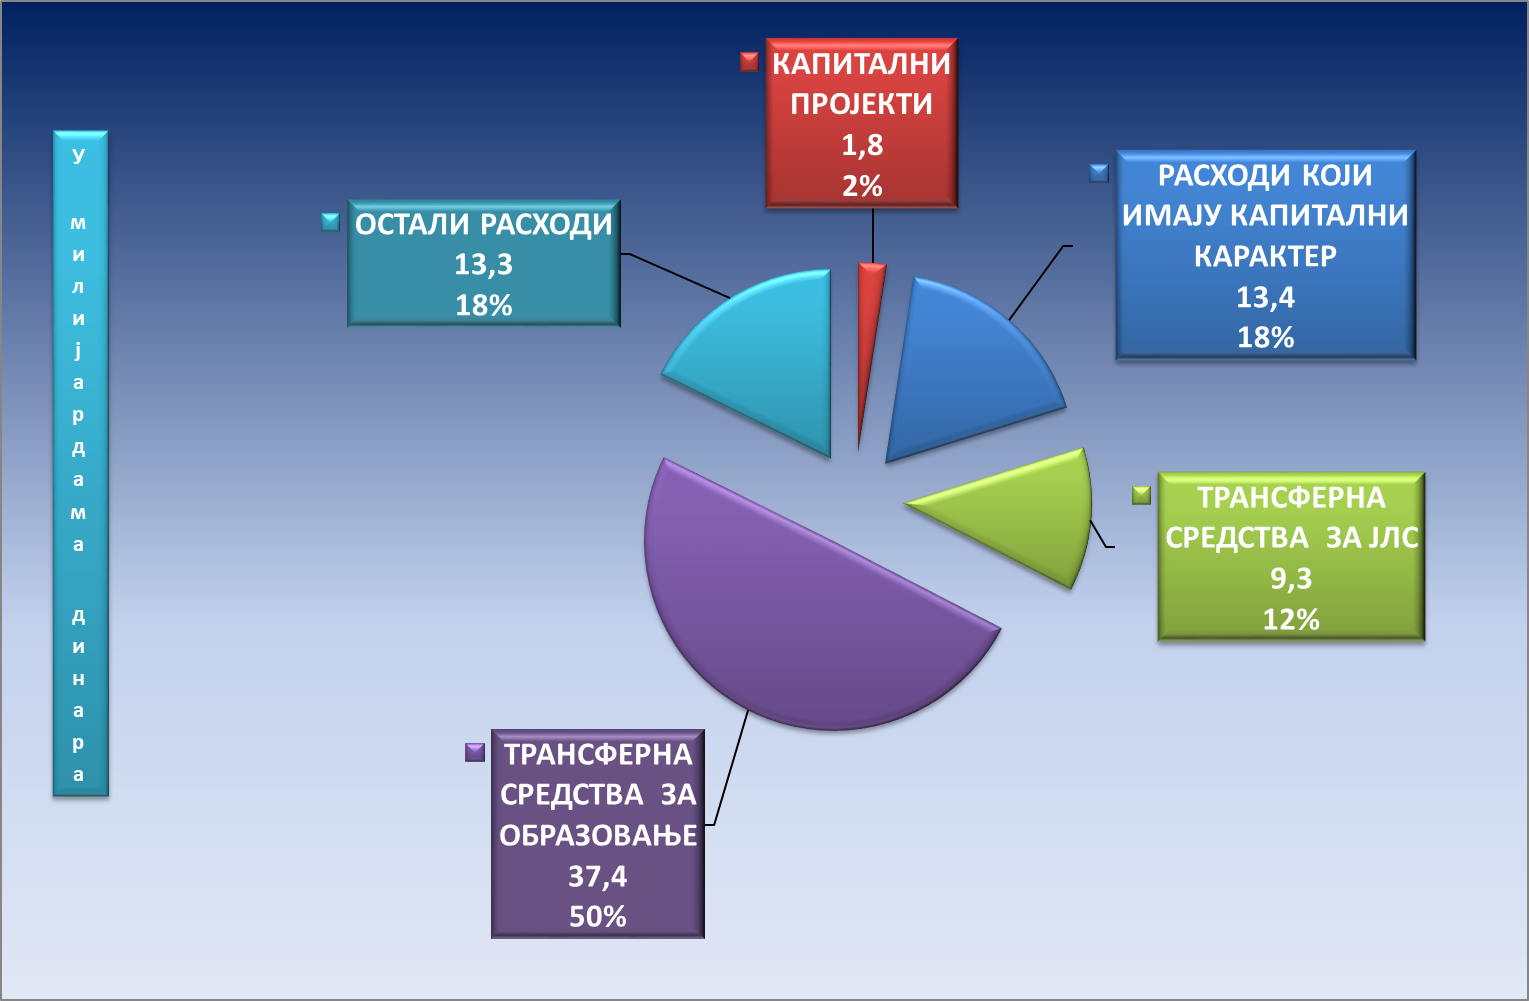 У милијардама динара
КАПИТАЛНИ
ПРОЈЕКТИ
1,8
2%
РАСХОДИ КОЈИ
ИМАЈУ КАПИТАЛНИ
КАРАКТЕР
13,4
18%
ОСТАЛИ РАСХОДИ
13,3
18%
ТРАНСФЕРНА
СРЕДСТВА ЗА ЈЛС
9,3
12%
ТРАНСФЕРНА
СРЕДСТВА ЗА
ОБРАЗОВАЊЕ
37,4
50%